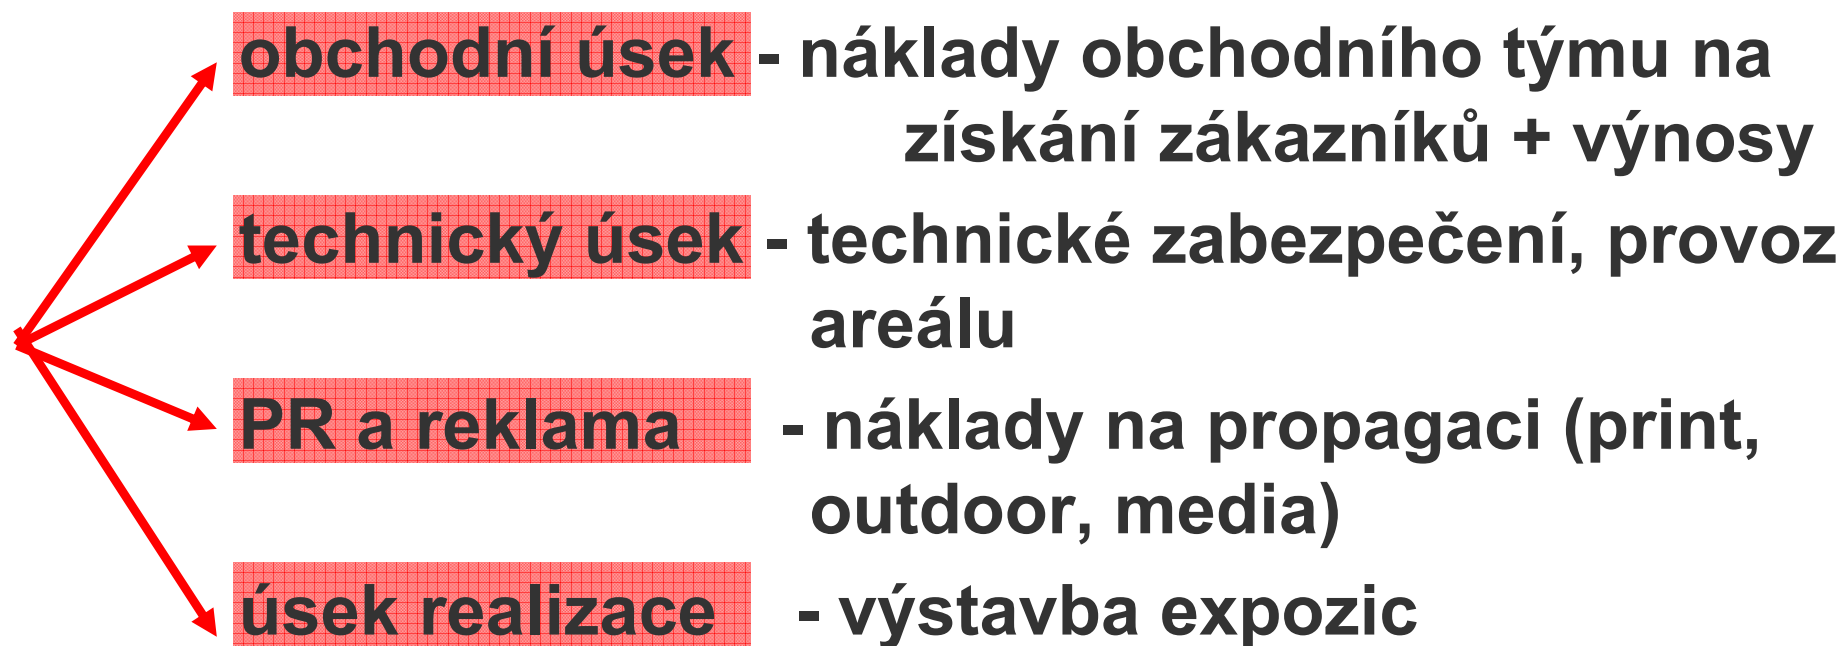 obchodní úsek - náklady obchodního týmu na
získání zákazníků + výnosy
technický úsek - technické zabezpečení, provoz
areálu
PR a reklama - náklady na propagaci (print,
outdoor, media)
úsek realizace - výstavba expozic